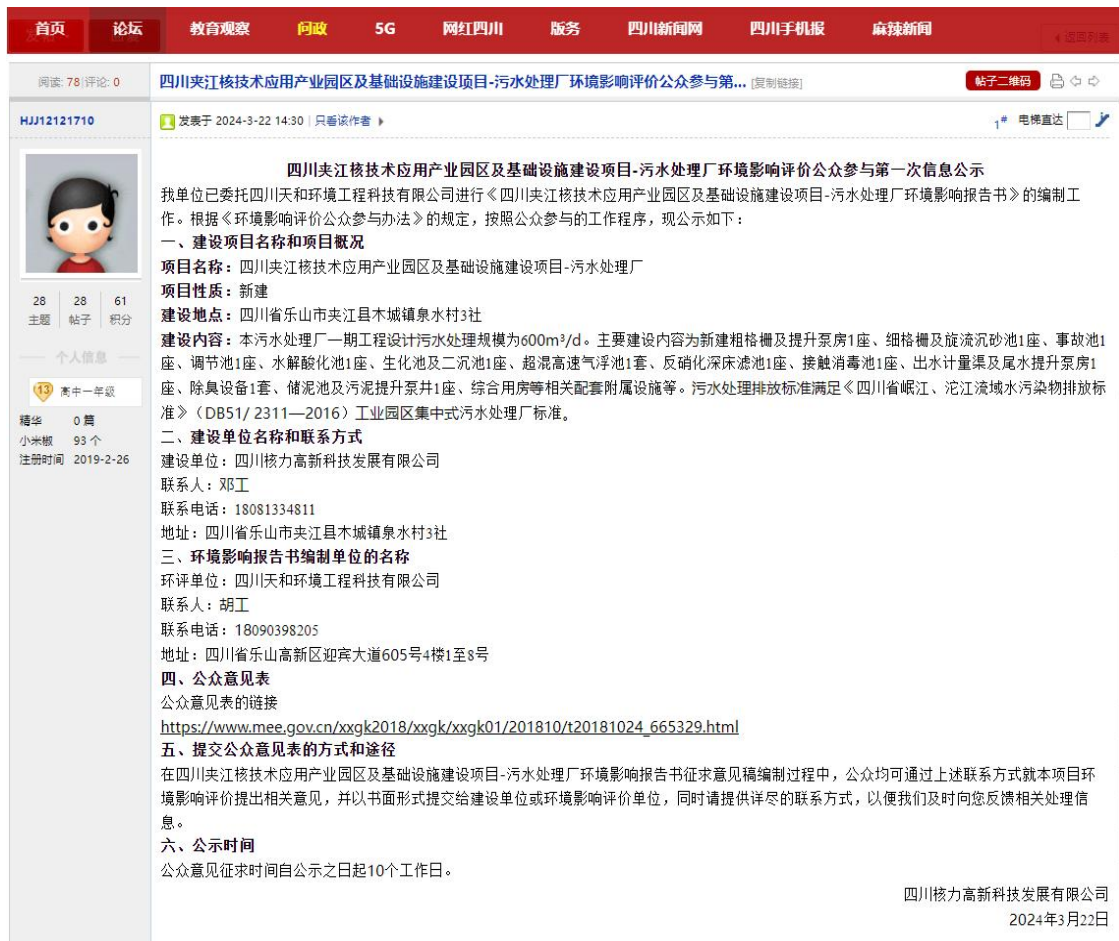 首页 论坛 教育观察 问政 5G 网红四川 版务 四川新闻网 四川手机报 麻辣新闻
返回列表
阅读: 78|评论: 0
四川夹江核技术应用产业园区及基础设施建设项目-污水处理厂环境影响评价公众参与第... [复制链接]
帖子二维码
HJJ12121710
发表于 2024-3-22 14:30 | 只看该作者
1# 电梯直达
四川夹江核技术应用产业园区及基础设施建设项目-污水处理厂环境影响评价公众参与第一次信息公示
我单位已委托四川天和环境工程科技有限公司进行《四川夹江核技术应用产业园区及基础设施建设项目-污水处理厂环境影响报告书》的编制工
作。根据《环境影响评价公众参与办法》的规定，按照公众参与的工作程序，现公示如下：
一、建设项目名称和项目概况
项目名称：四川夹江核技术应用产业园区及基础设施建设项目-污水处理厂
项目性质：新建
建设地点：四川省乐山市夹江县木城镇泉水村3社
建设内容：本污水处理厂一期工程设计污水处理规模为600m³/d。主要建设内容为新建粗格栅及提升泵房1座、细格栅及旋流沉砂池1座、事故池1
座、调节池1座、水解酸化池1座、生化池及二沉池1座、超混高速气浮池1套、反硝化深床滤池1座、接触消毒池1座、出水计量渠及尾水提升泵房1
座、除臭设备1套、储泥池及污泥提升泵井1座、综合用房等相关配套附属设施等。污水处理排放标准满足《四川省岷江、沱江流域水污染物排放标
准》（DB51/ 2311—2016）工业园区集中式污水处理厂标准。
二、建设单位名称和联系方式
建设单位：四川核力高新科技发展有限公司
联系人：邓工
联系电话：18081334811
地址：四川省乐山市夹江县木城镇泉水村3社
三、环境影响报告书编制单位的名称
环评单位：四川天和环境工程科技有限公司
联系人：胡工
联系电话：18090398205
地址：四川省乐山高新区迎宾大道605号4楼1至8号
四、公众意见表
公众意见表的链接
https://www.mee.gov.cn/xxgk2018/xxgk/xxgk01/201810/t20181024_665329.html
五、提交公众意见表的方式和途径
在四川夹江核技术应用产业园区及基础设施建设项目-污水处理厂环境影响报告书征求意见稿编制过程中，公众均可通过上述联系方式就本项目环
境影响评价提出相关意见，并以书面形式提交给建设单位或环境影响评价单位，同时请提供详尽的联系方式，以便我们及时向您反馈相关处理信
息。
六、公示时间
公众意见征求时间自公示之日起10个工作日。
四川核力高新科技发展有限公司
2024年3月22日
28 28 61
主题 帖子 积分
个人信息
13 高中一年级
精华 0 篇
小米椒 93 个
注册时间 2019-2-26